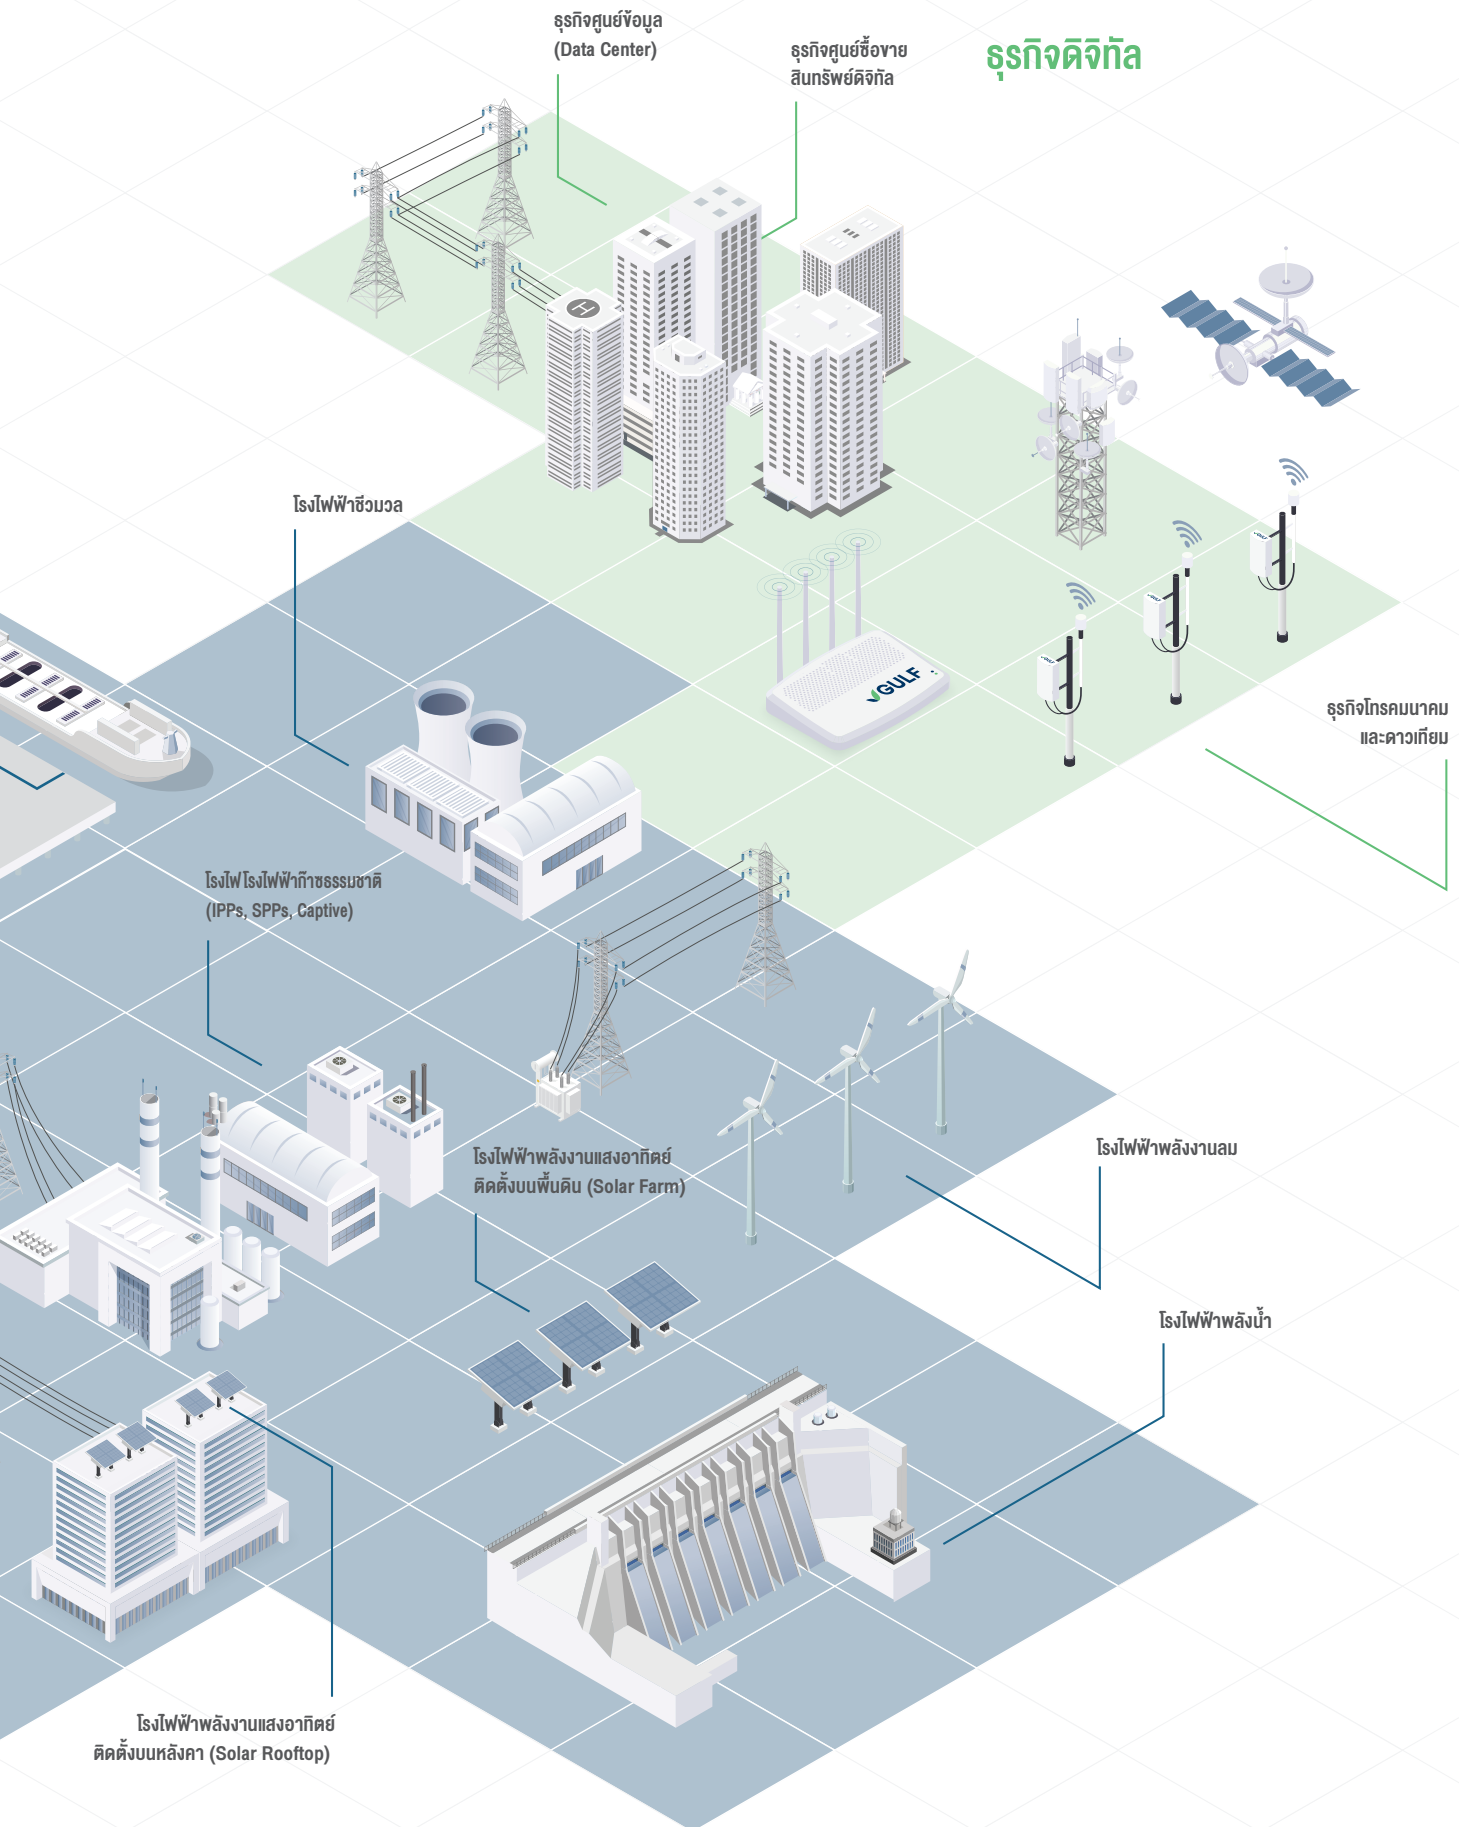 ธุรกิจศูนย์ข้อมูล
(Data Center)
ธุรกิจศูนย์ซื้อขาย
สินทรัพย์ดิจิทัล
ธุรกิจดิจิทัล
โรงไฟฟ้าชีวมวล
GULF
GULF
GULF
GULF
ธุรกิจโทรคมนาคม
และดาวเทียม
โรงไฟโรงไฟฟ้าก๊าซธรรมชาติ
(IPPs, SPPs, Captive)
โรงไฟฟ้าพลังงานแสงอาทิตย์
ติดตั้งบนพื้นดิน (Solar Farm)
โรงไฟฟ้าพลังงานลม
โรงไฟฟ้าพลังน้ำ
โรงไฟฟ้าพลังงานแสงอาทิตย์
ติดตั้งบนหลังคา (Solar Rooftop)
H